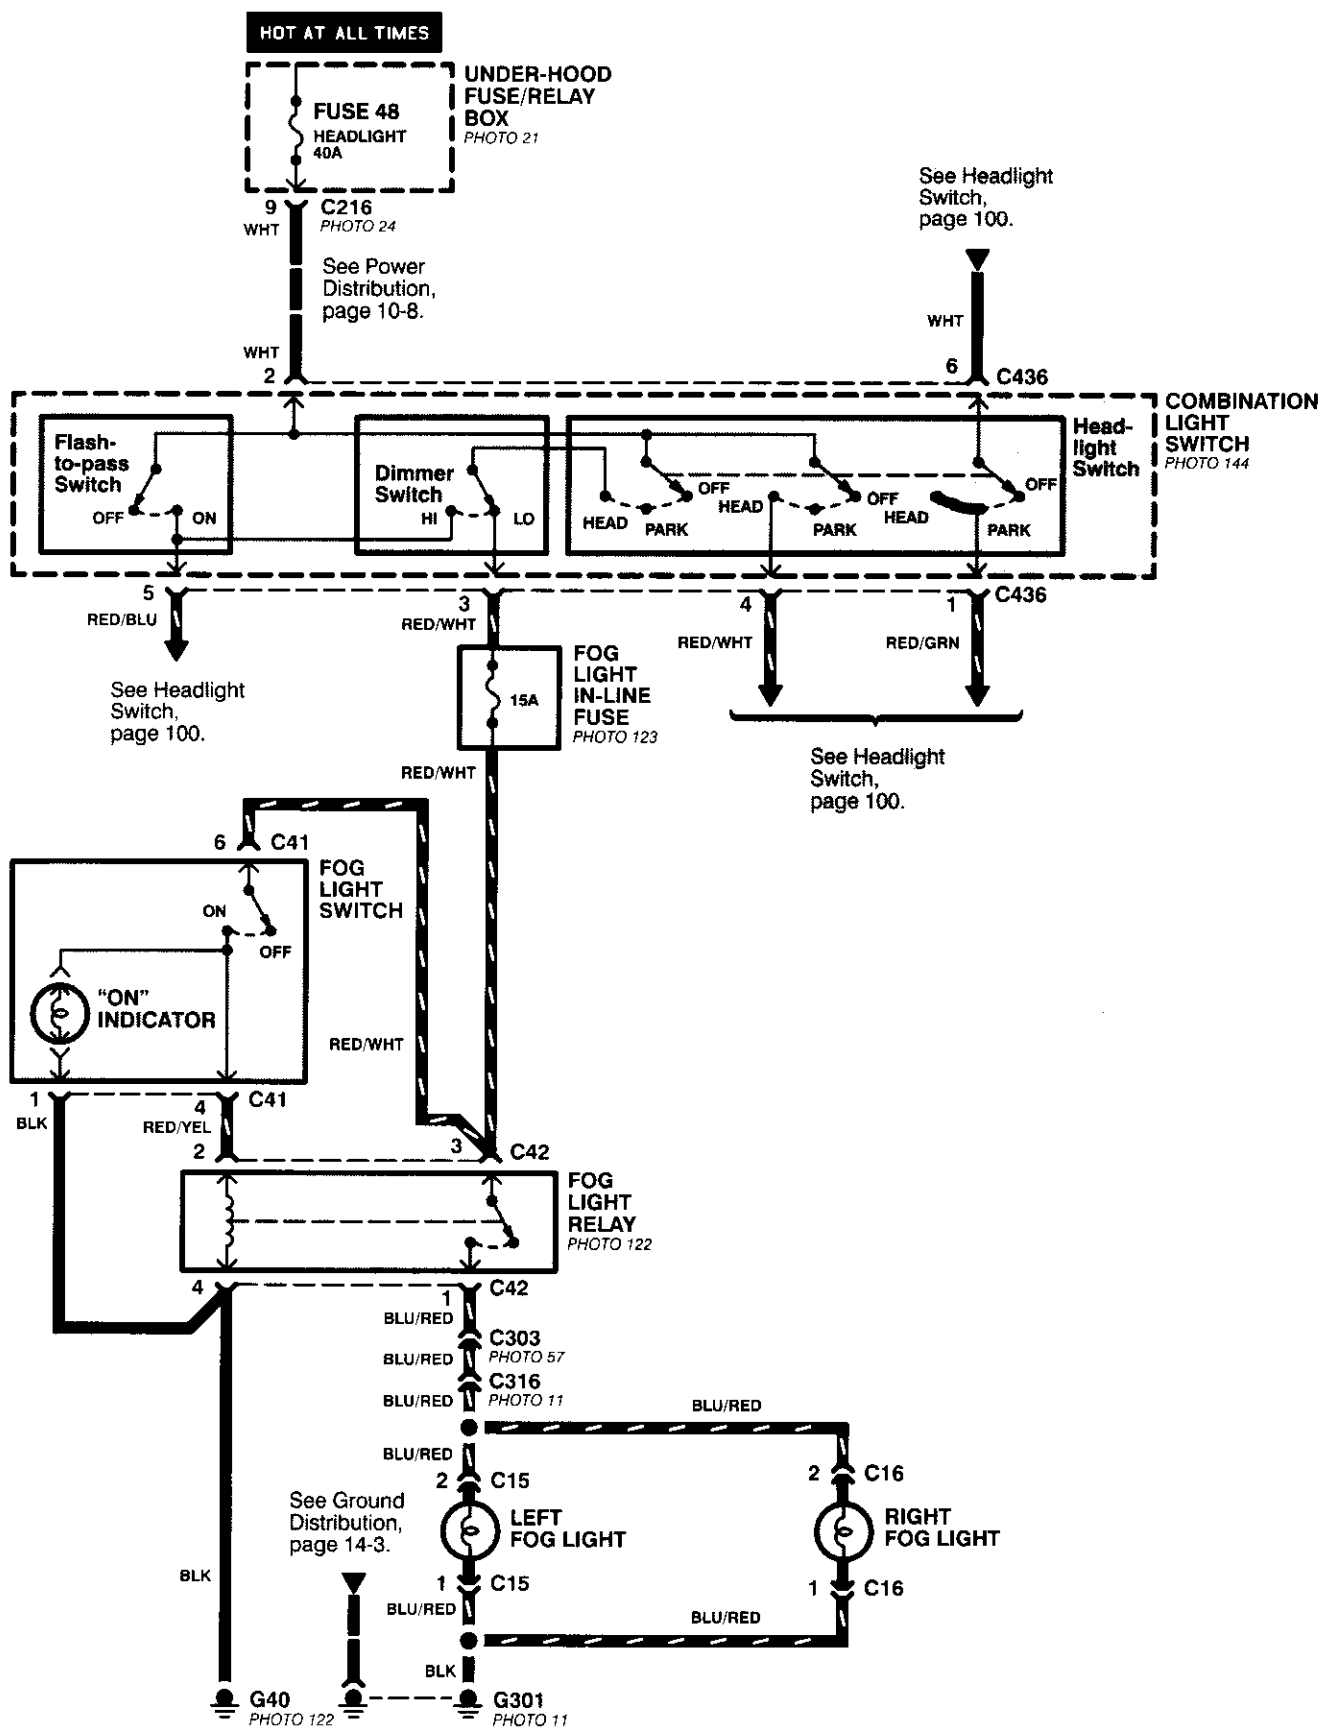 HOT AT ALL TIMES
UNDER-HOOD
FUSE/RELAY
BOX
PHOTO 21
FUSE 48
HEADLIGHT
40A
9
C216
WHT
PHOTO 24
See Power
Distribution,
page 10-8.
See Headlight
Switch,
page 100.
WHT
WHT
2
6
C436
COMBINATION
LIGHT
SWITCH
PHOTO 144
Flash-
to-pass
Switch
OFF
ON
Dimmer
Switch
HI
LO
Head-
light
Switch
OFF
HEAD
PARK
OFF
HEAD
PARK
OFF
HEAD
PARK
5
3
4
1
C436
RED/BLU
RED/WHT
RED/WHT
RED/GRN
See Headlight
Switch,
page 100.
FOG
LIGHT
IN-LINE
FUSE
PHOTO 123
15A
See Headlight
Switch,
page 100.
RED/WHT
6
C41
FOG
LIGHT
SWITCH
ON
OFF
"ON"
INDICATOR
RED/WHT
1
4
C41
BLK
RED/YEL
2
3
C42
FOG
LIGHT
RELAY
PHOTO 122
4
1
C42
BLU/RED
C303
PHOTO 57
BLU/RED
C316
PHOTO 11
BLU/RED
BLU/RED
BLU/RED
2
C15
2
C16
LEFT
FOG LIGHT
RIGHT
FOG LIGHT
See Ground
Distribution,
page 14-3.
BLK
1
C15
1
C16
BLU/RED
BLU/RED
BLK
G40
PHOTO 122
G301
PHOTO 11